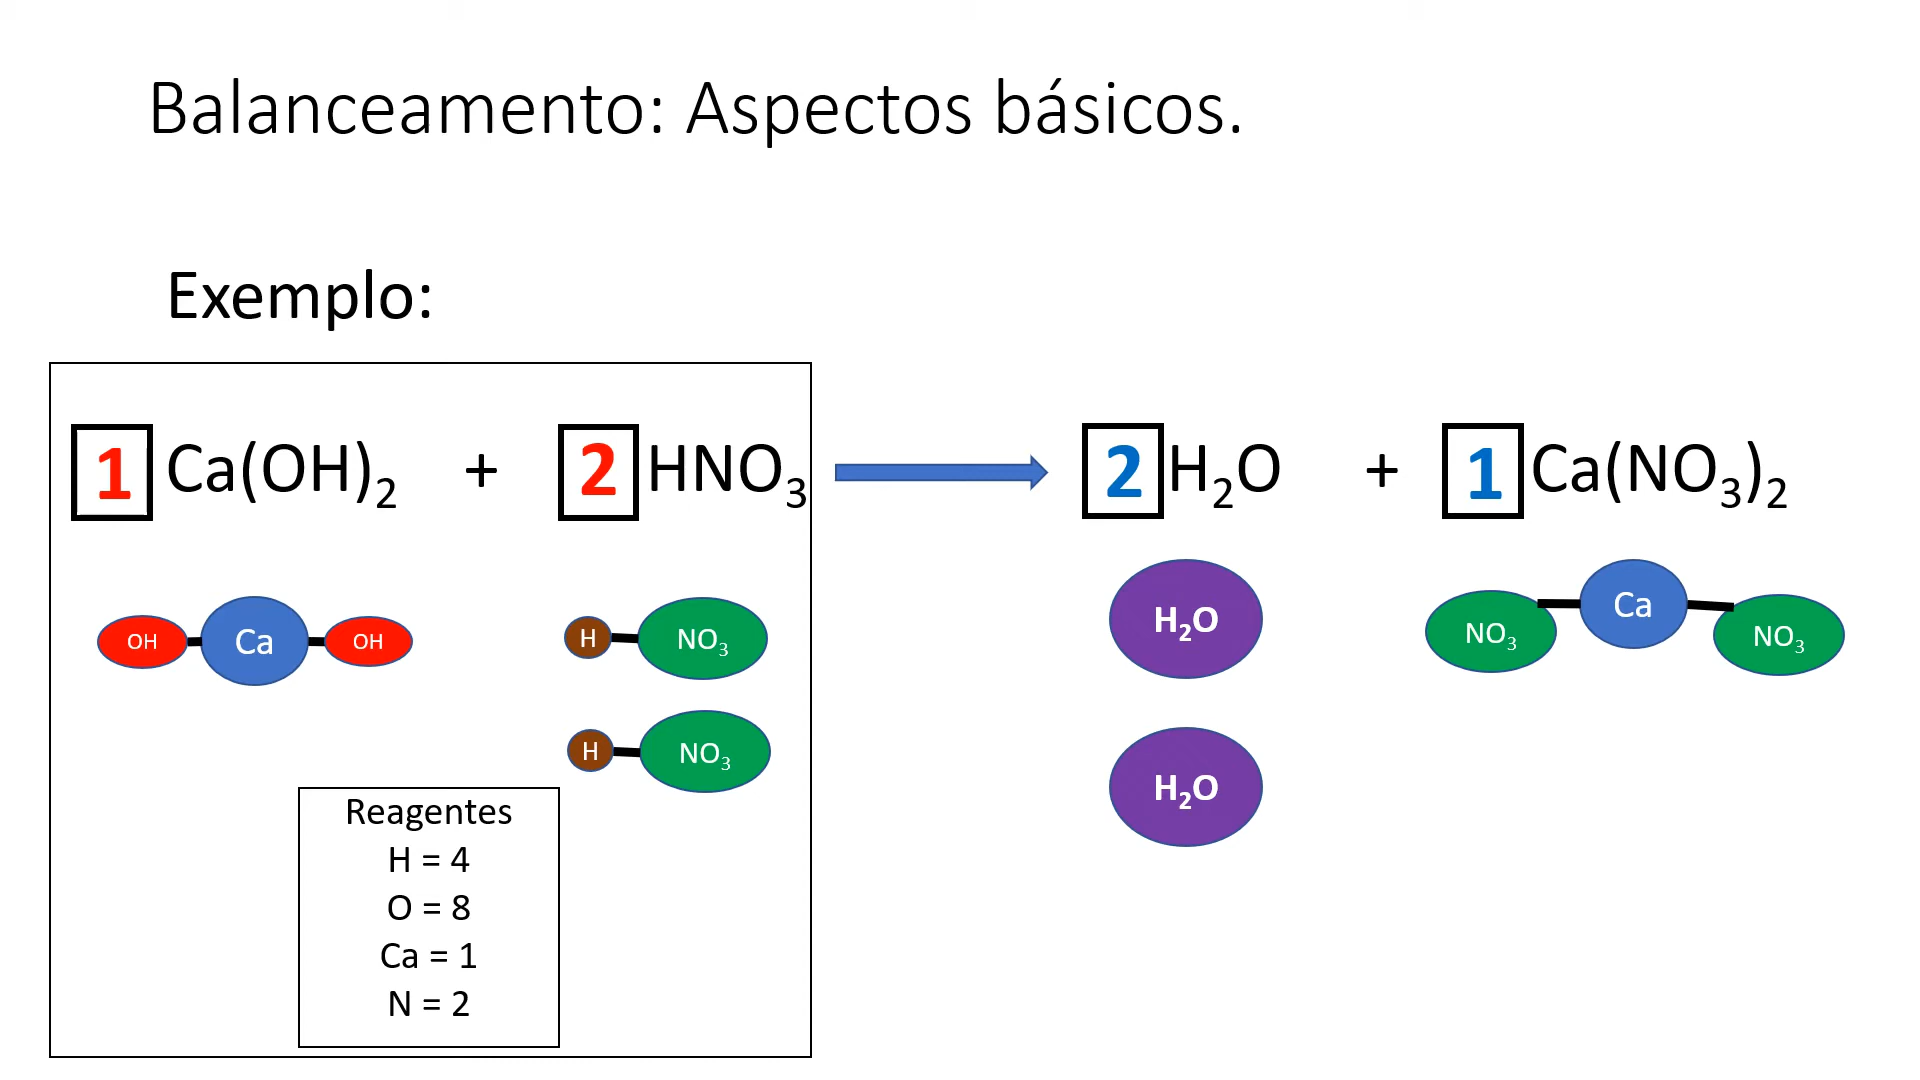 Balanceamento: Aspectos básicos.
Exemplo:
1 Ca(OH)₂ + 2 HNO₃ 2 H₂O + 1 Ca(NO₃)₂
OH Ca OH
H NO₃
H NO₃
H₂O
H₂O
NO₃ Ca NO₃
Reagentes
H = 4
O = 8
Ca = 1
N = 2